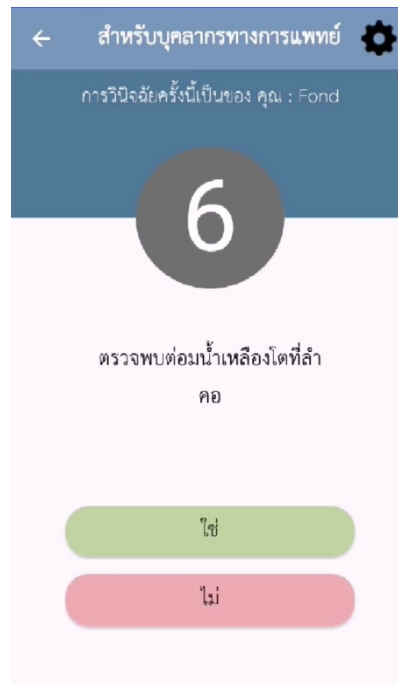 สำหรับบุคลากรทางการแพทย์
การวินิจฉัยครั้งนี้เป็นของ คุณ : Fond
6
ตรวจพบต่อมน้ำเหลืองโตที่ลำ
คอ
ใช่
ไม่